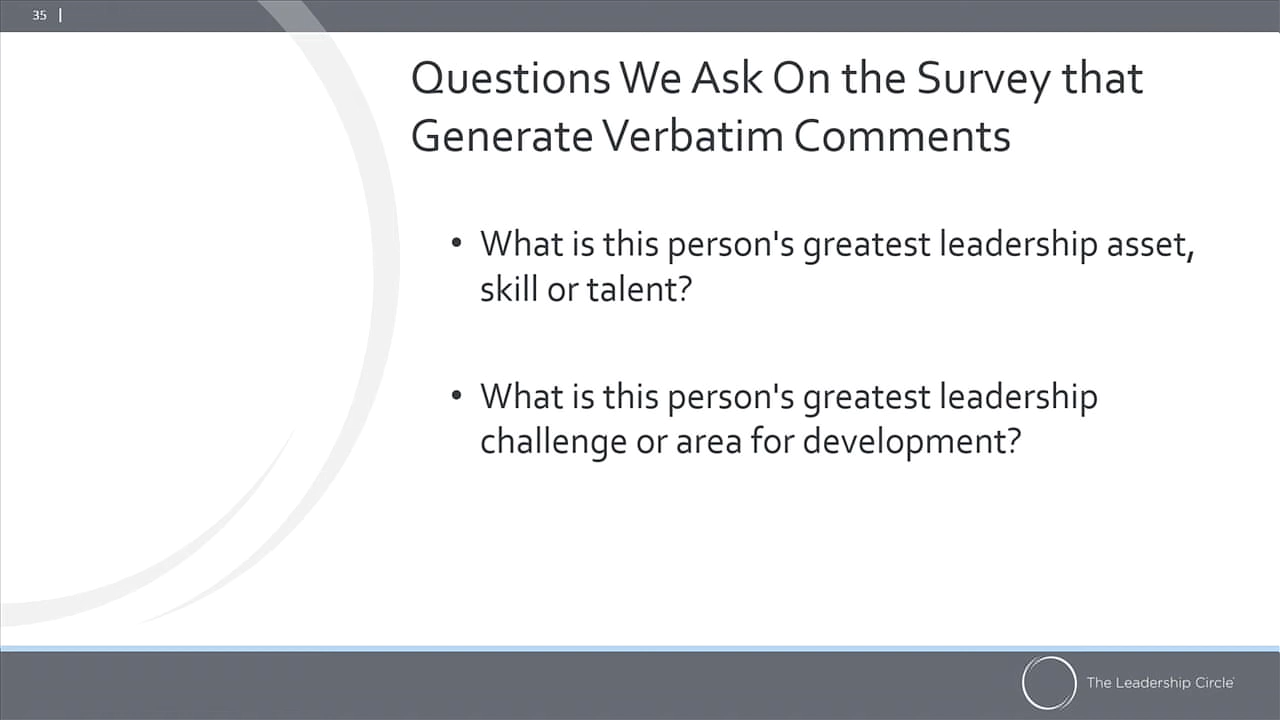 35 |
Questions We Ask On the Survey that
Generate Verbatim Comments
• What is this person's greatest leadership asset,
skill or talent?
• What is this person's greatest leadership
challenge or area for development?
The Leadership Circle